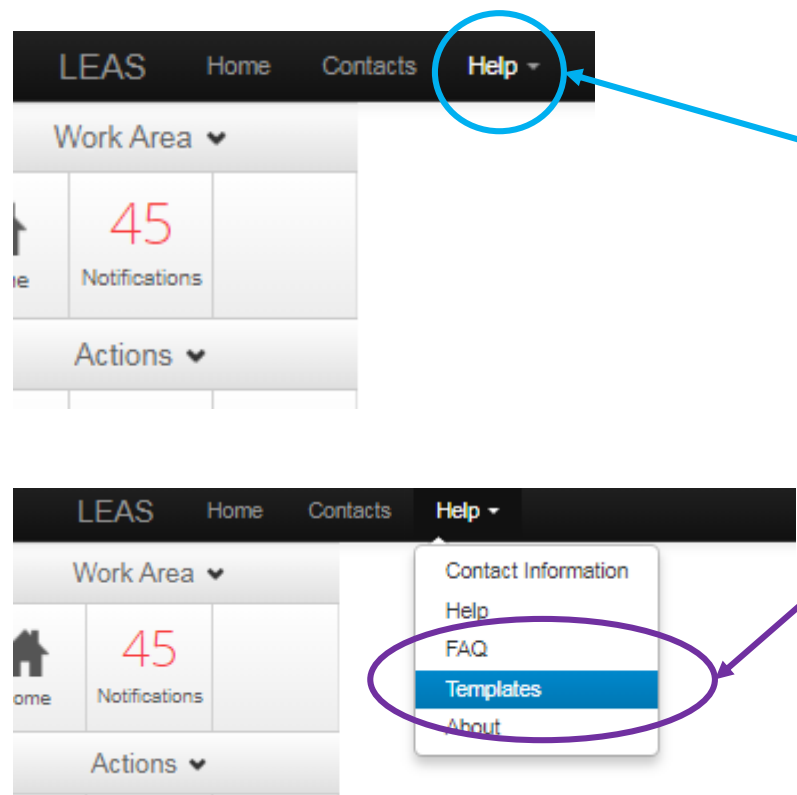 LEAS Home Contacts Help
Work Area
45
Notifications
Actions
LEAS Home Contacts Help
Work Area
Contact Information
Help
45
FAQ
Notifications
Templates
About
Actions